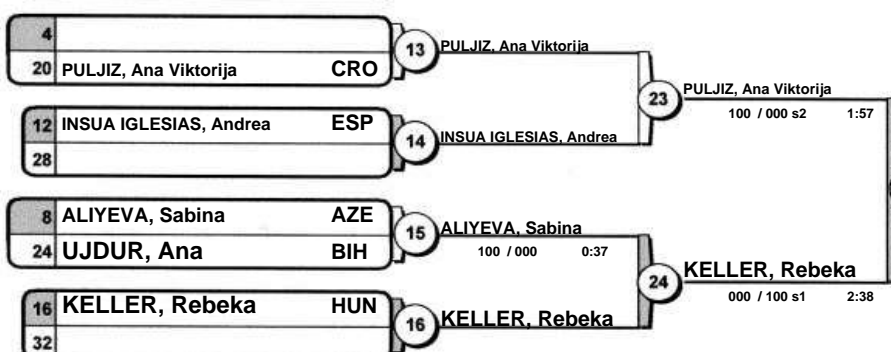 4
20 PULJIZ, Ana Viktorija CRO
12 INSUA IGLESIAS, Andrea ESP
28
8 ALIYEVA, Sabina AZE
24 UJDUR, Ana BIH
16 KELLER, Rebeka HUN
32
13 PULJIZ, Ana Viktorija
14 INSUA IGLESIAS, Andrea
15 ALIYEVA, Sabina
100 / 000 0:37
16 KELLER, Rebeka
23 PULJIZ, Ana Viktorija
100 / 000 s2 1:57
24 KELLER, Rebeka
000 / 100 s1 2:38